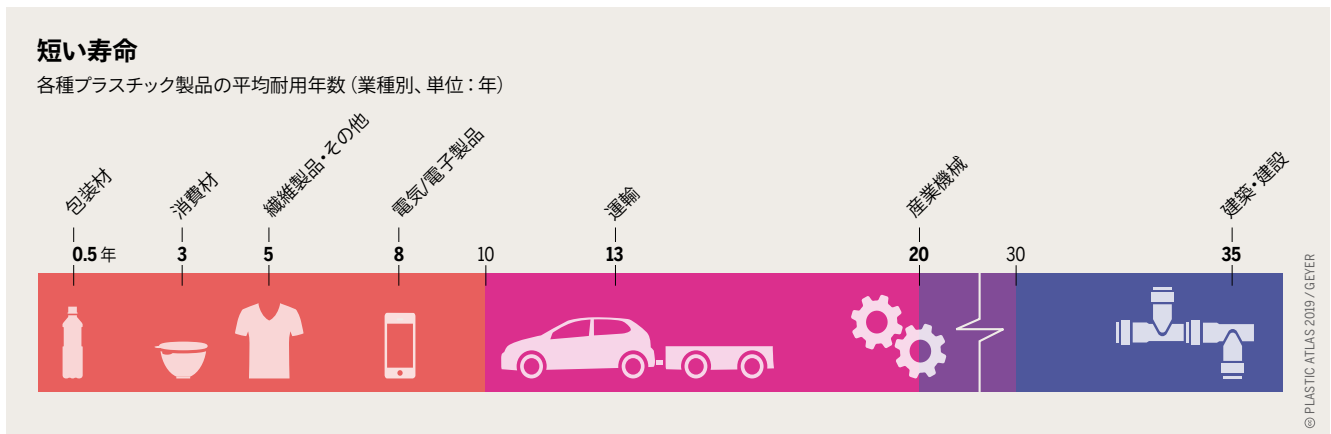 短い寿命
各種プラスチック製品の平均耐用年数（業種別、単位：年）
包装材
消費材
繊維製品・その他
電気/電子製品
運輸
産業機械
建築・建設
0.5 年
3
5
8
10
13
20
30
35
PLASTIC ATLAS 2019 / GEYER